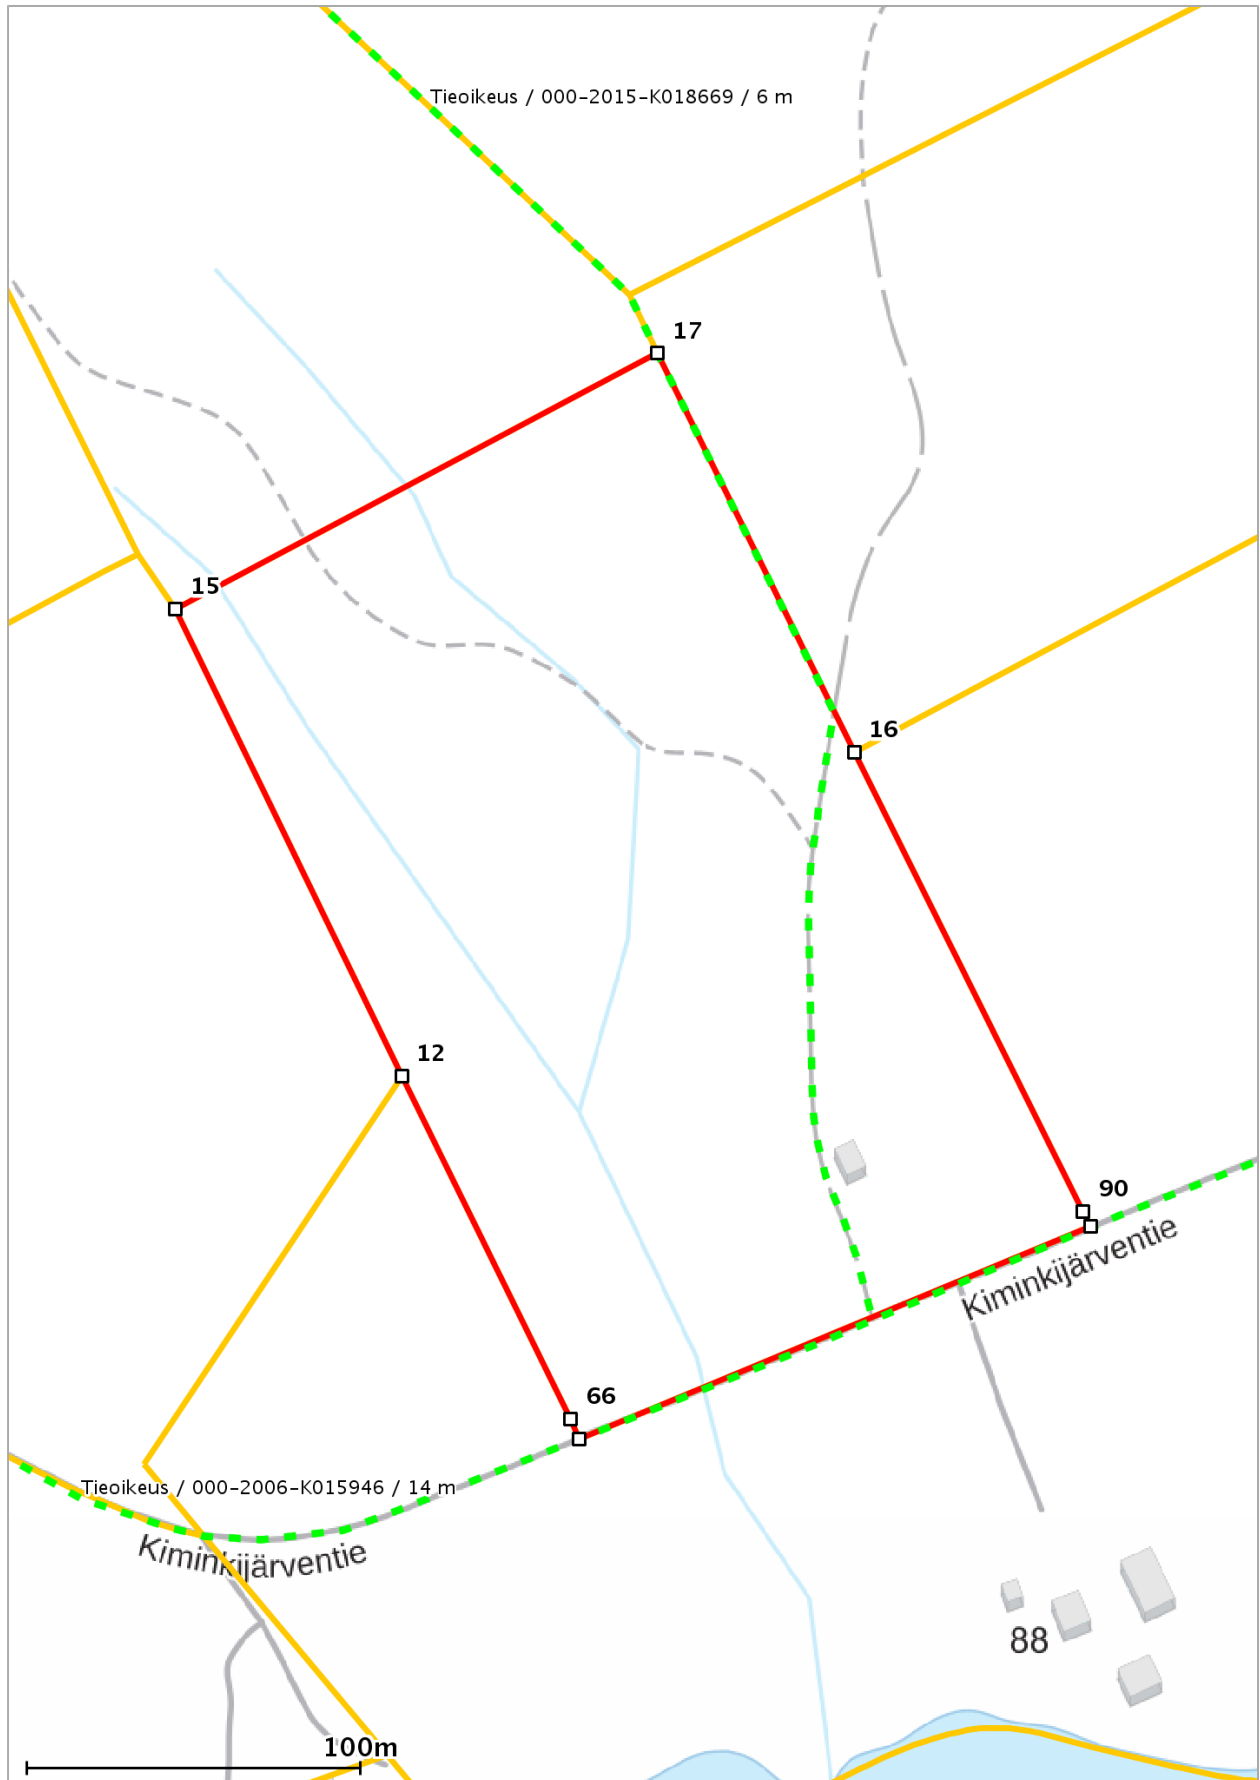 Tieoikeus / 000-2015-K018669 / 6 m
17
15
16
12
90
Kiminkijärventie
66
Tieoikeus / 000-2006-K015946 / 14 m
Kiminkijärventie
88
100m